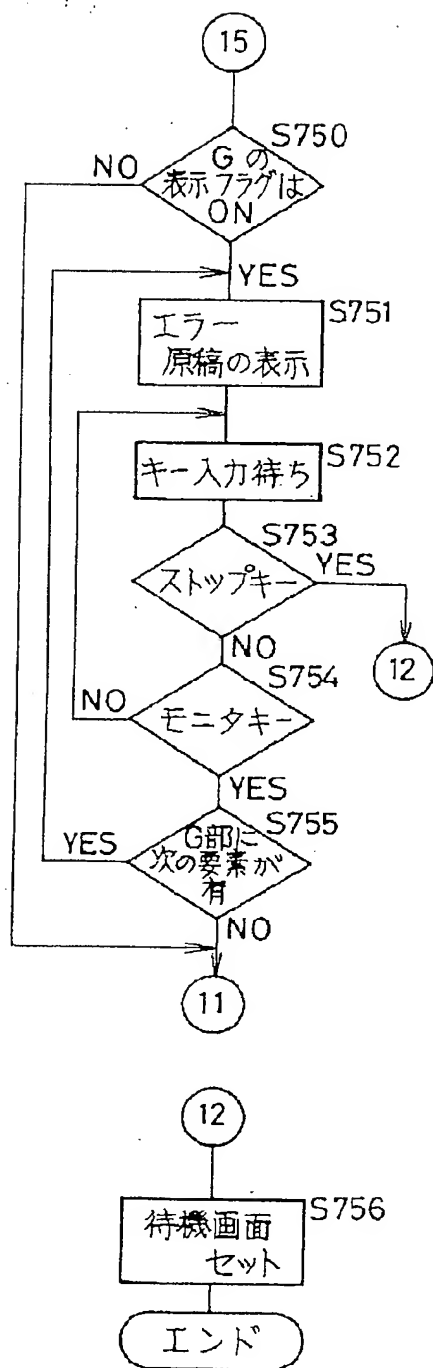 15
S750
Gの
表示フラグは
ON
NO
YES
S751
エラー
原稿の表示
S752
キー入力待ち
S753
ストップキー
YES
12
NO
S754
モニタキー
NO
YES
S755
G部に
次の要素が
有
YES
NO
11
12
S756
待機画面
セット
エンド